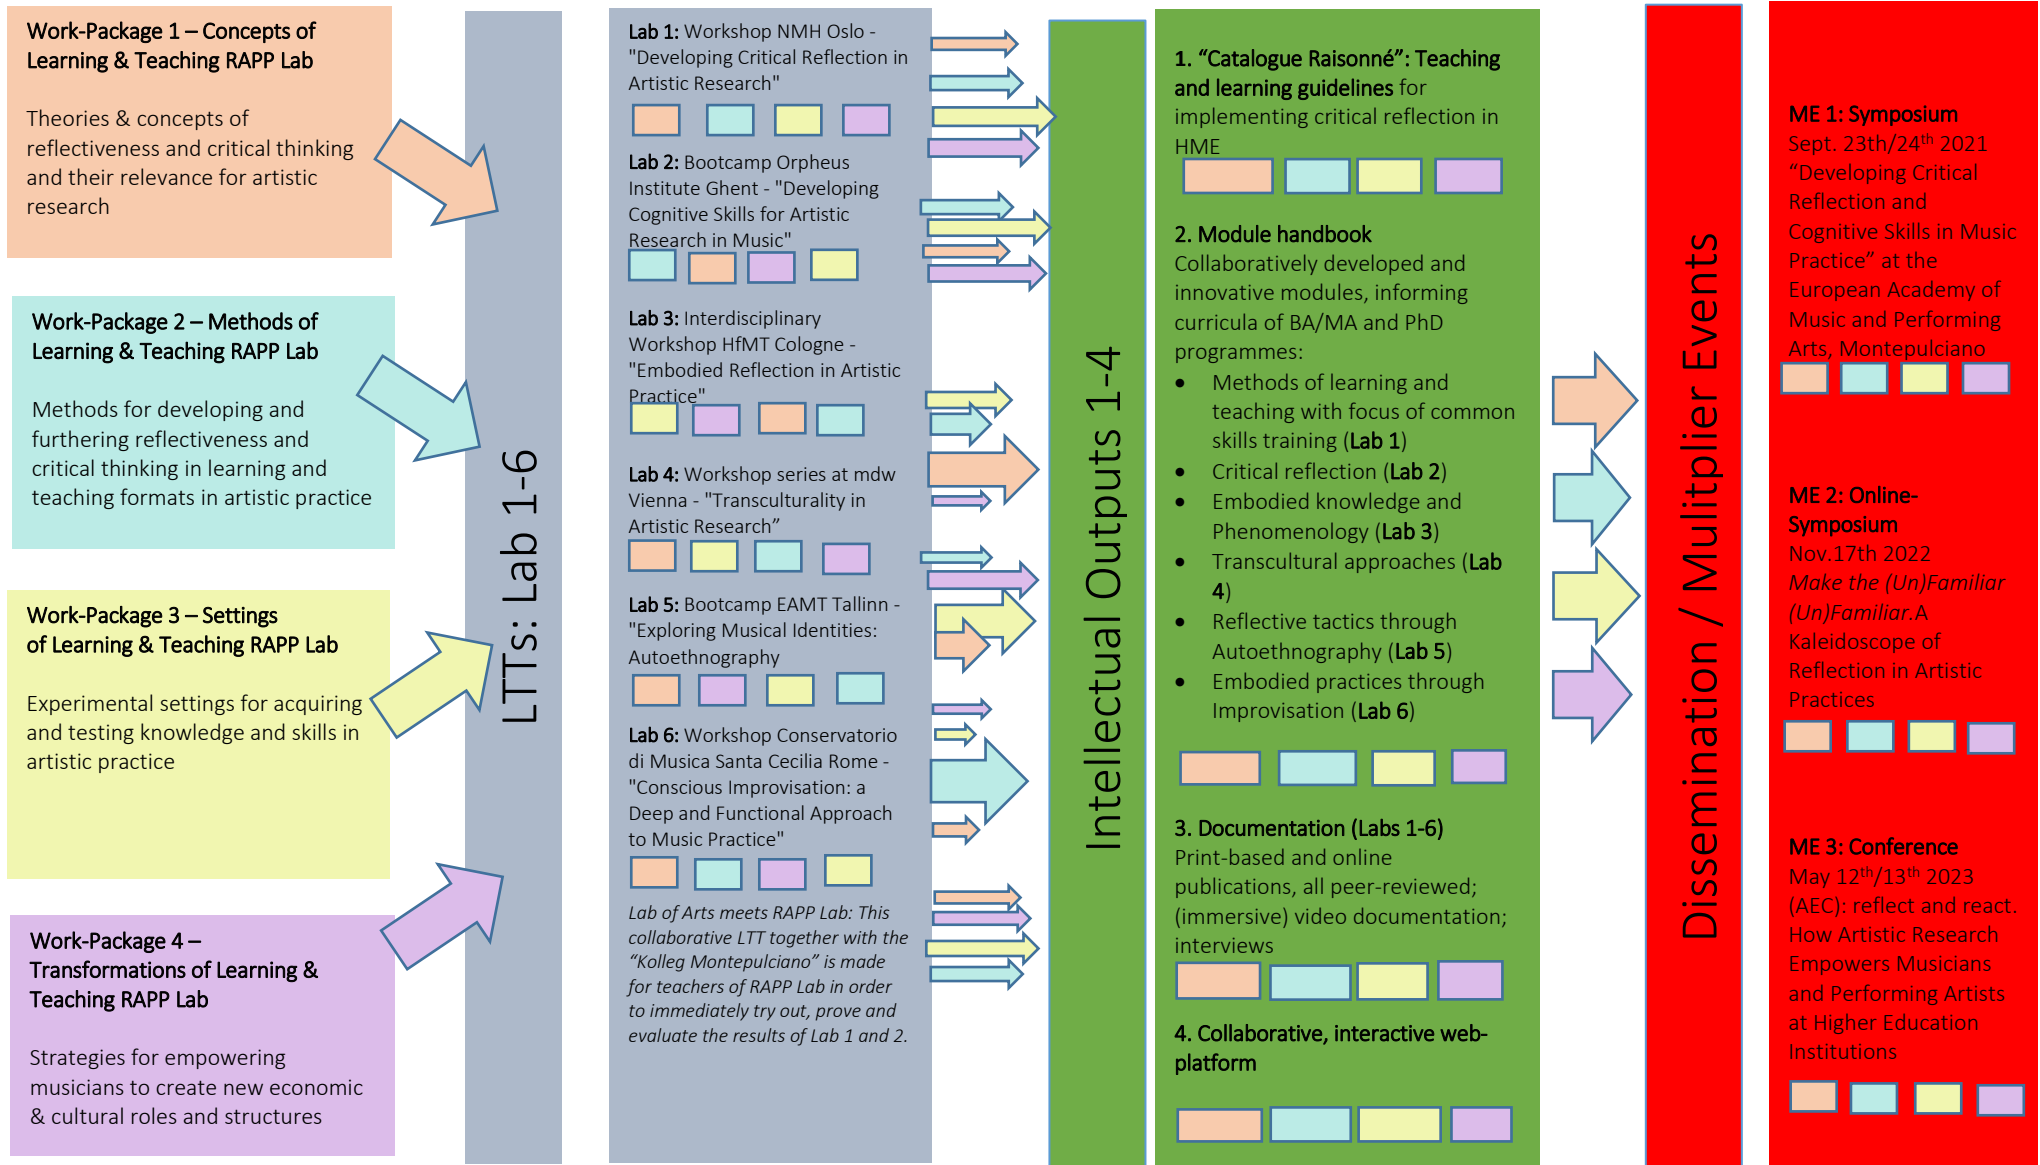 Work-Package 1 – Concepts of
Learning & Teaching RAPP Lab
Theories & concepts of
reflectiveness and critical thinking
and their relevance for artistic
research
Work-Package 2 – Methods of
Learning & Teaching RAPP Lab
Methods for developing and
furthering reflectiveness and
critical thinking in learning and
teaching formats in artistic practice
Work-Package 3 – Settings
of Learning & Teaching RAPP Lab
Experimental settings for acquiring
and testing knowledge and skills in
artistic practice
Work-Package 4 –
Transformations of Learning &
Teaching RAPP Lab
Strategies for empowering
musicians to create new economic
& cultural roles and structures
LTTs: Lab 1-6
Lab 1: Workshop NMH Oslo -
"Developing Critical Reflection in
Artistic Research"
Lab 2: Bootcamp Orpheus
Institute Ghent - "Developing
Cognitive Skills for Artistic
Research in Music"
Lab 3: Interdisciplinary
Workshop HfMT Cologne -
"Embodied Reflection in Artistic
Practice"
Lab 4: Workshop series at mdw
Vienna - "Transculturality in
Artistic Research”
Lab 5: Bootcamp EAMT Tallinn -
"Exploring Musical Identities:
Autoethnography
Lab 6: Workshop Conservatorio
di Musica Santa Cecilia Rome -
"Conscious Improvisation: a
Deep and Functional Approach
to Music Practice"
Lab of Arts meets RAPP Lab: This
collaborative LTT together with the
“Kolleg Montepulciano” is made
for teachers of RAPP Lab in order
to immediately try out, prove and
evaluate the results of Lab 1 and 2.
Intellectual Outputs 1-4
1. “Catalogue Raisonné”: Teaching
and learning guidelines for
implementing critical reflection in
HME
2. Module handbook
Collaboratively developed and
innovative modules, informing
curricula of BA/MA and PhD
programmes:
• Methods of learning and
teaching with focus of common
skills training (Lab 1)
• Critical reflection (Lab 2)
• Embodied knowledge and
Phenomenology (Lab 3)
• Transcultural approaches (Lab
4)
• Reflective tactics through
Autoethnography (Lab 5)
• Embodied practices through
Improvisation (Lab 6)
3. Documentation (Labs 1-6)
Print-based and online
publications, all peer-reviewed;
(immersive) video documentation;
interviews
4. Collaborative, interactive web-
platform
Dissemination / Mulitplier Events
ME 1: Symposium
Sept. 23th/24th 2021
“Developing Critical
Reflection and
Cognitive Skills in Music
Practice” at the
European Academy of
Music and Performing
Arts, Montepulciano
ME 2: Online-
Symposium
Nov.17th 2022
Make the (Un)Familiar
(Un)Familiar.A
Kaleidoscope of
Reflection in Artistic
Practices
ME 3: Conference
May 12th/13th 2023
(AEC): reflect and react.
How Artistic Research
Empowers Musicians
and Performing Artists
at Higher Education
Institutions